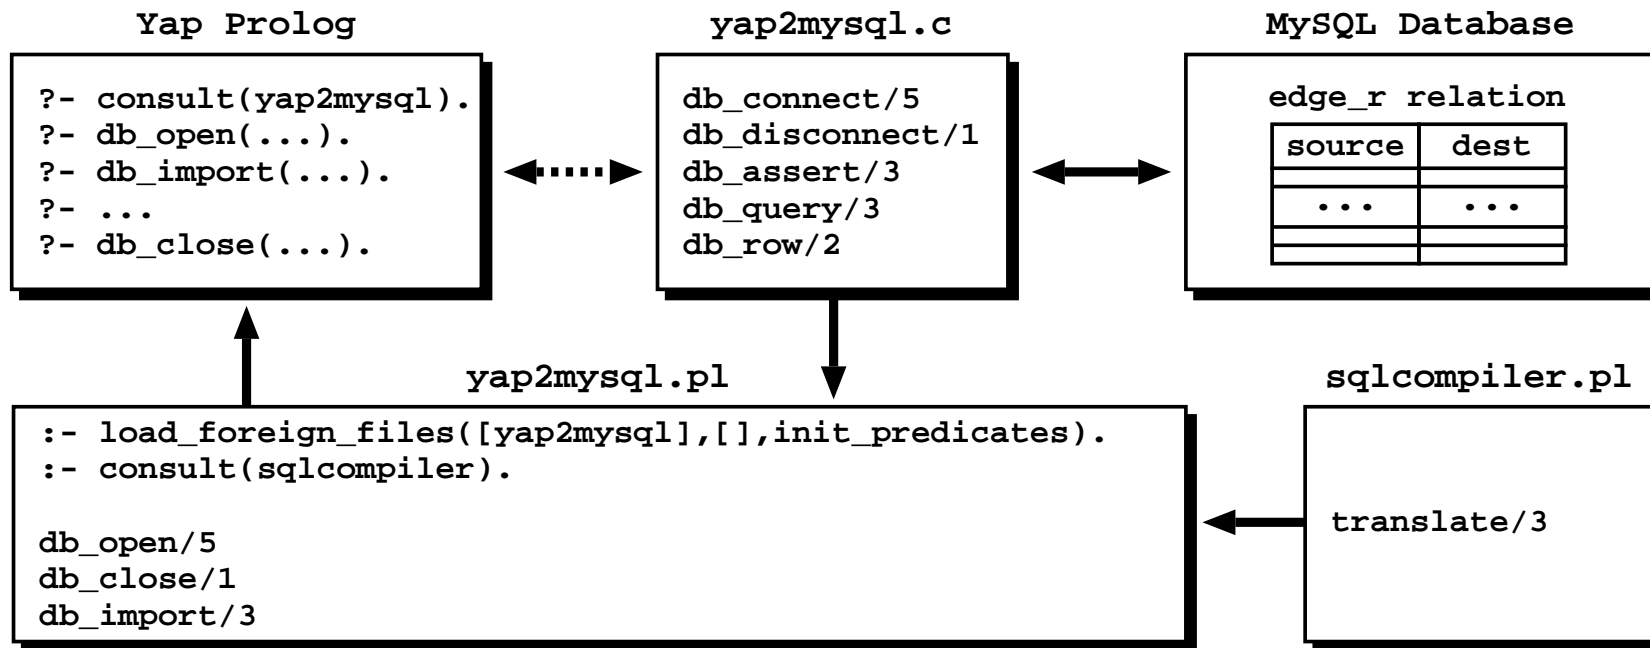 Yap Prolog
?- consult(yap2mysql).
?- db_open(...).
?- db_import(...).
?- ...
?- db_close(...).
yap2mysql.c
db_connect/5
db_disconnect/1
db_assert/3
db_query/3
db_row/2
MySQL Database
edge_r relation
source dest
... ...
yap2mysql.pl
:- load_foreign_files([yap2mysql],[],init_predicates).
:- consult(sqlcompiler).
db_open/5
db_close/1
db_import/3
sqlcompiler.pl
translate/3